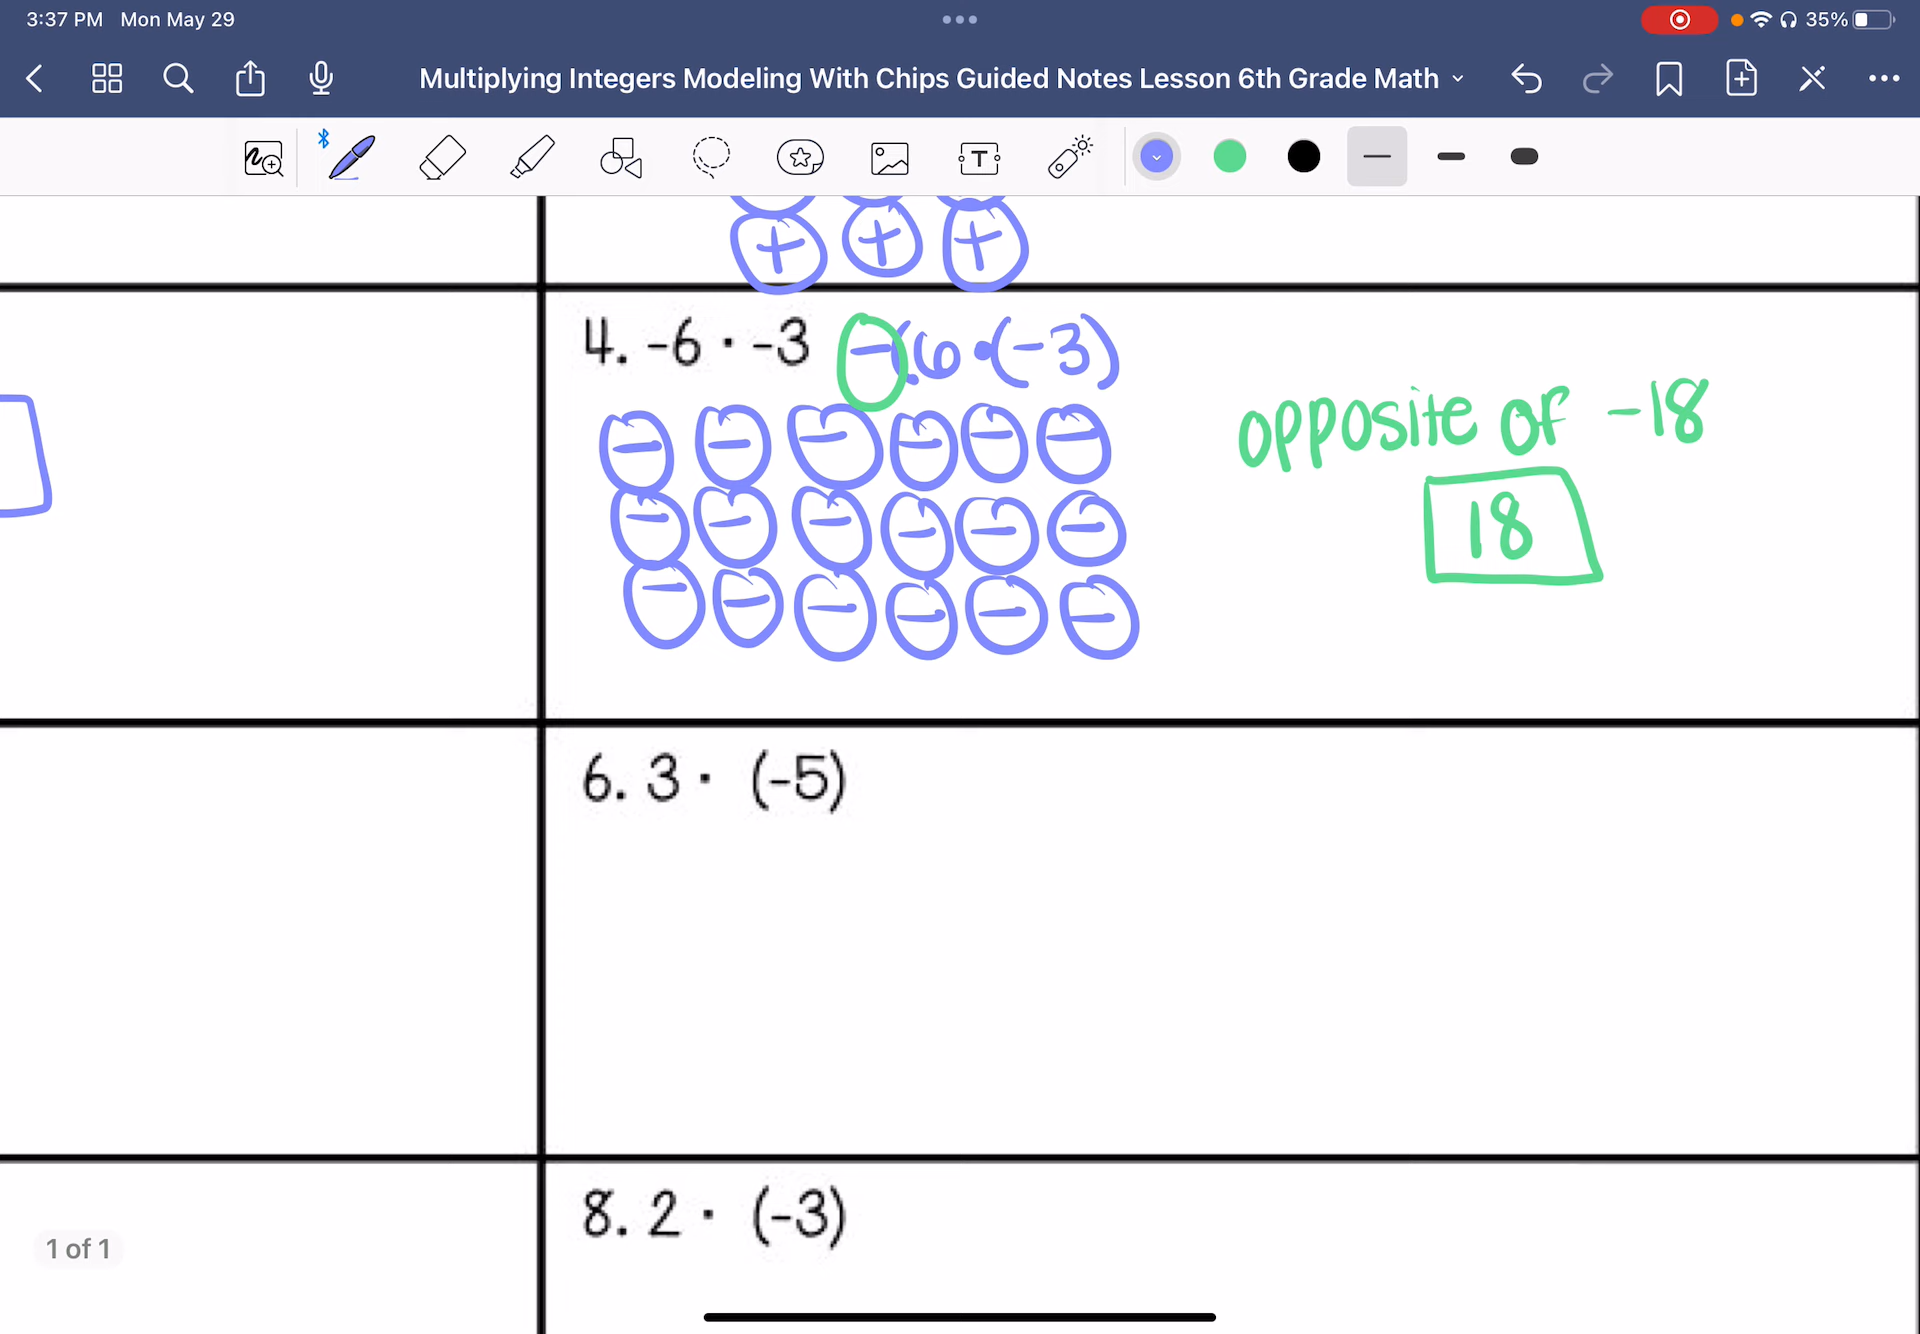 3:37 PM Mon May 29
35%
Multiplying Integers Modeling With Chips Guided Notes Lesson 6th Grade Math
T
+ + +
4. -6 · -3 -(6 · (-3)
opposite of -18
18
- - - - - -
- - - - - -
- - - - - -
6. 3 · (-5)
8. 2 · (-3)
1 of 1